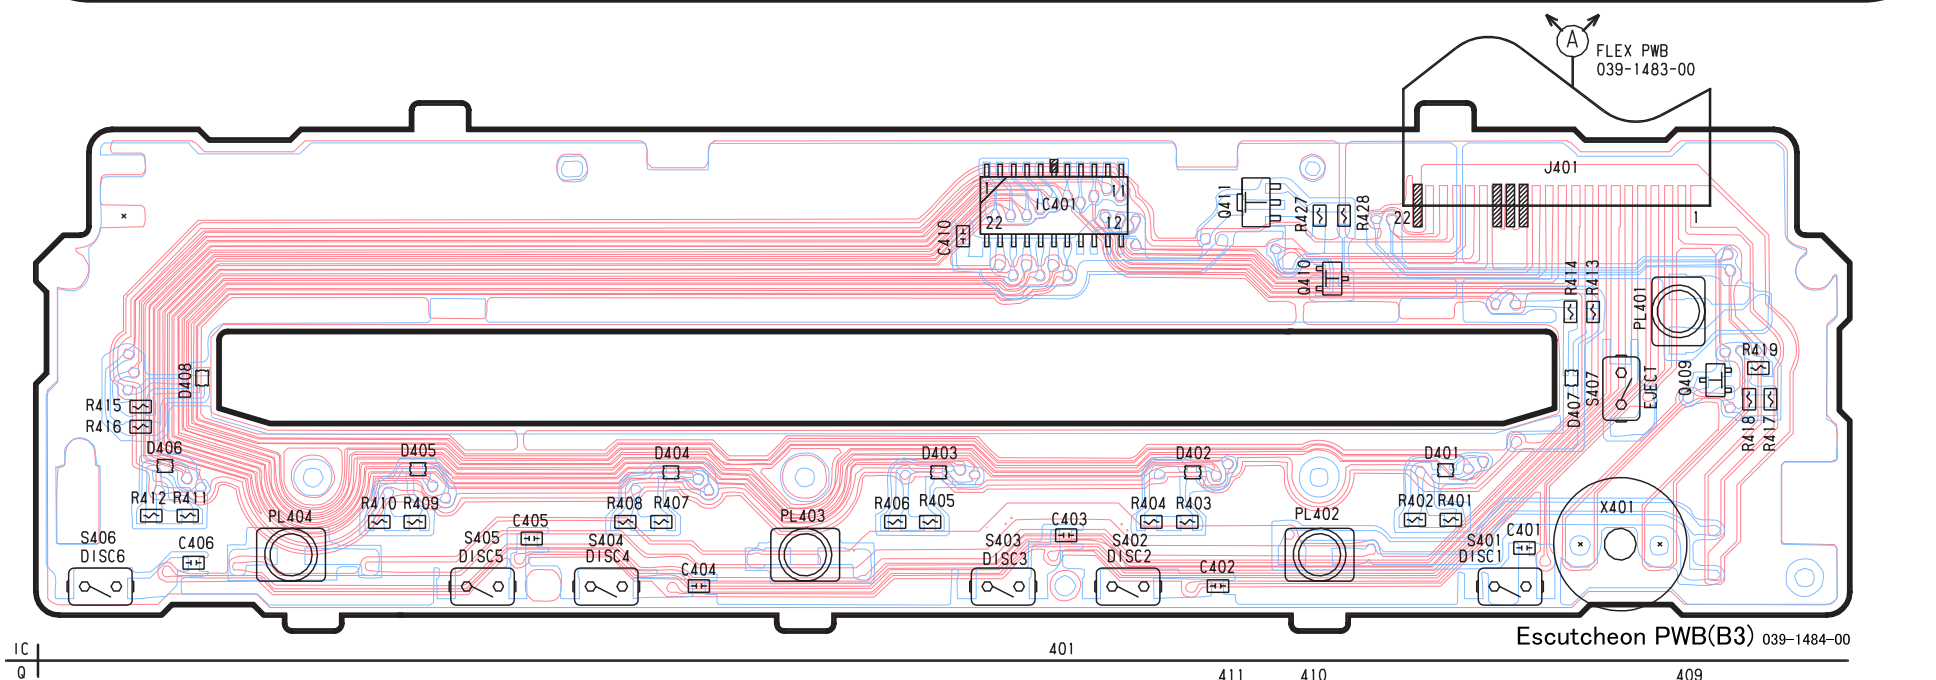 A
FLEX PWB
039-1483-00
J401
1
11
IC401
22
12
C410
Q411
R427
R428
22
1
Q410
R414
R413
PL401
D408
R415
R416
D407
S407
EJECT
Q409
R419
R418
R417
D406
D405
D404
D403
D402
D401
R412
R411
R410
R409
R408
R407
R406
R405
R404
R403
R402
R401
X401
PL404
PL403
PL402
S406
DISC6
C406
S405
DISC5
C405
S404
DISC4
C404
S403
DISC3
C403
S402
DISC2
C402
S401
DISC1
C401
Escutcheon PWB(B3) 039-1484-00
IC
401
Q
411
410
409